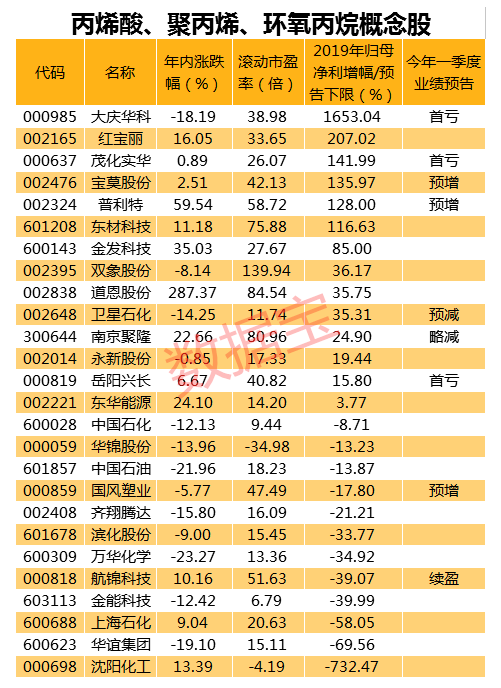 丙烯酸、聚丙烯、环氧丙烷概念股
代码 名称 年内涨跌幅（%） 滚动市盈率（倍） 2019年归母净利增幅/预告下限（%） 今年一季度业绩预告
000985 大庆华科 -18.19 38.98 1653.04 首亏
002165 红宝丽 16.05 33.65 207.02
000637 茂化实华 0.89 26.07 141.99 首亏
002476 宝莫股份 2.51 42.13 135.97 预增
002324 普利特 59.54 58.72 128.00 预增
601208 东材科技 11.18 75.88 116.63
600143 金发科技 35.03 27.67 85.00
002395 双象股份 -8.14 139.94 36.17
002838 道恩股份 287.37 84.54 35.75
002648 卫星石化 -14.25 11.74 35.31 预减
300644 南京聚隆 22.66 80.96 24.90 略减
002014 永新股份 -0.85 17.33 19.44
000819 岳阳兴长 6.67 40.82 15.80 首亏
002221 东华能源 24.10 14.20 3.77
600028 中国石化 -12.13 9.44 -8.71
000059 华锦股份 -13.96 -34.98 -13.23
601857 中国石油 -21.96 18.23 -13.87
000859 国风塑业 -5.77 47.49 -17.80 预增
002408 齐翔腾达 -15.80 16.09 -21.21
601678 滨化股份 -9.00 15.45 -33.77
600309 万华化学 -23.27 13.36 -34.92
000818 航锦科技 10.16 51.63 -39.07 续盈
603113 金能科技 -12.42 6.79 -39.99
600688 上海石化 9.04 20.63 -58.05
600623 华谊集团 -19.10 15.11 -69.56
000698 沈阳化工 13.39 -4.19 -732.47
数据宝